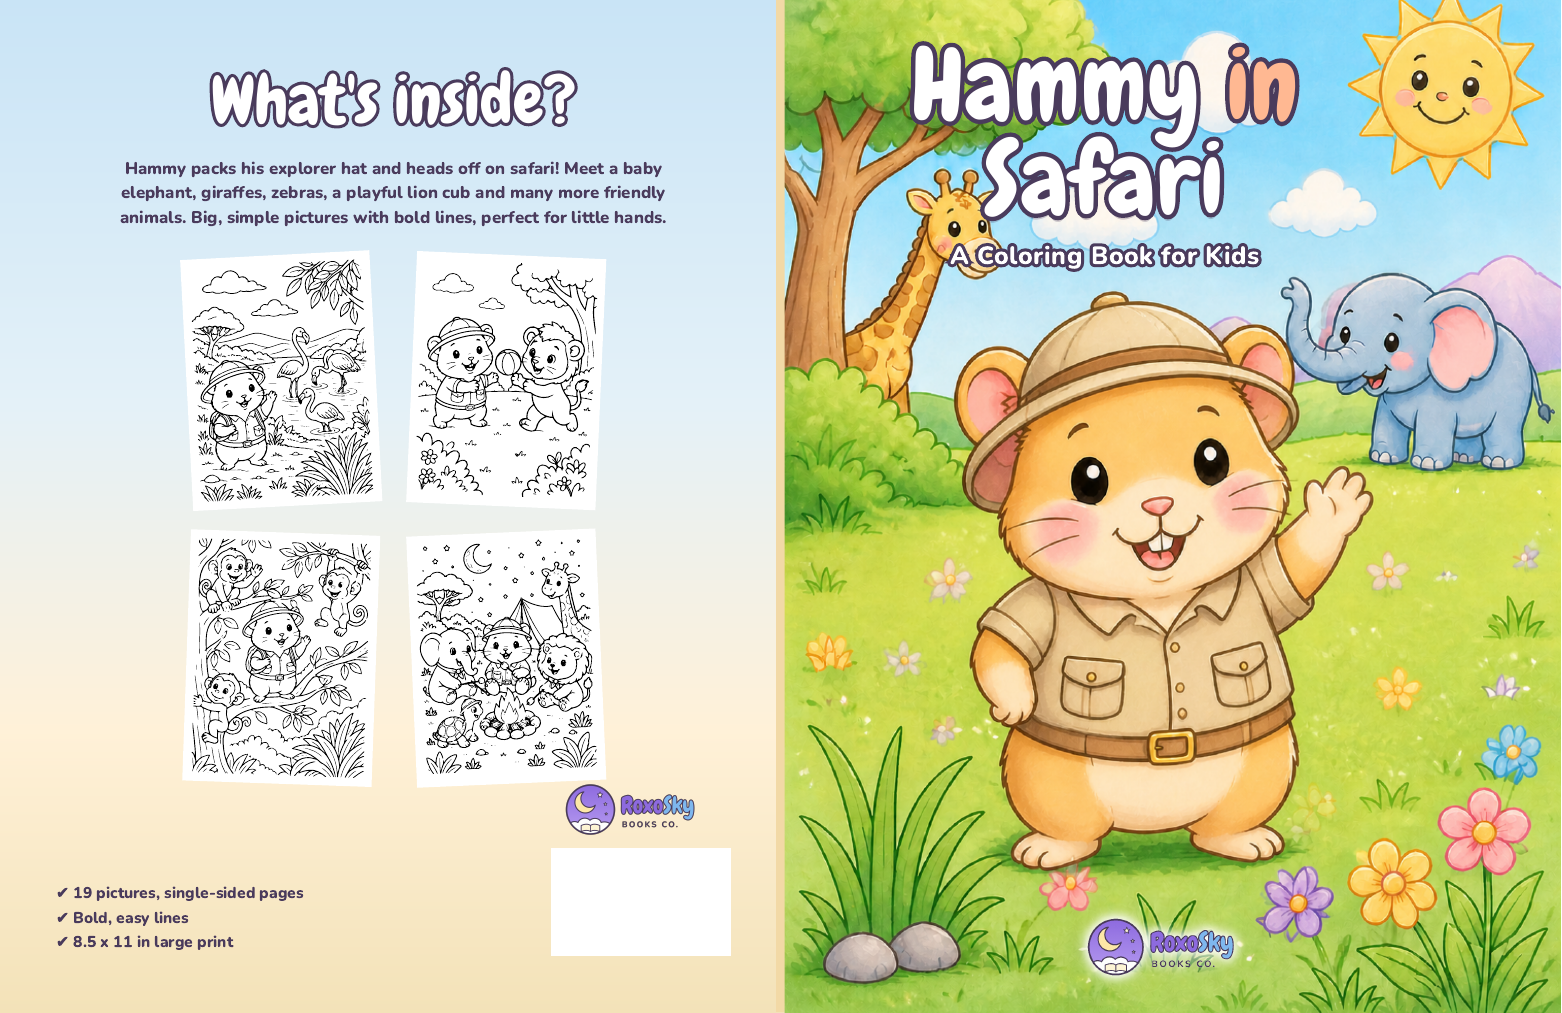 What's inside?
Hammy packs his explorer hat and heads off on safari! Meet a baby
elephant, giraffes, zebras, a playful lion cub and many more friendly
animals. Big, simple pictures with bold lines, perfect for little hands.
RoxoSky
BOOKS CO.
✔ 19 pictures, single-sided pages
✔ Bold, easy lines
✔ 8.5 x 11 in large print
Hammy in
Safari
A Coloring Book for Kids
RoxoSky
BOOKS CO.